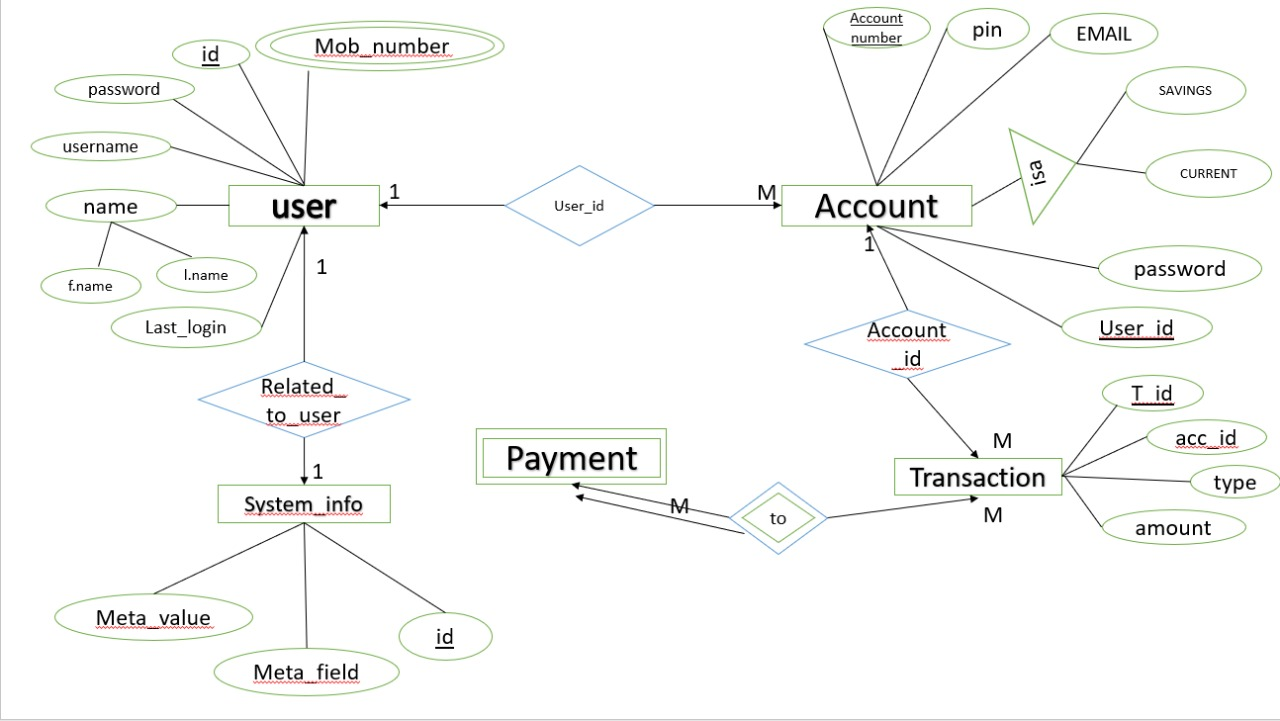 Account
number
pin
EMAIL
id
Mob_number
password
SAVINGS
username
isa
CURRENT
name
user
1
User_id
M
Account
f.name
l.name
1
1
password
Last_login
User_id
Account
_id
Related_
to_user
T_id
acc_id
M
Payment
1
System_info
Transaction
type
M
to
M
amount
Meta_value
id
Meta_field